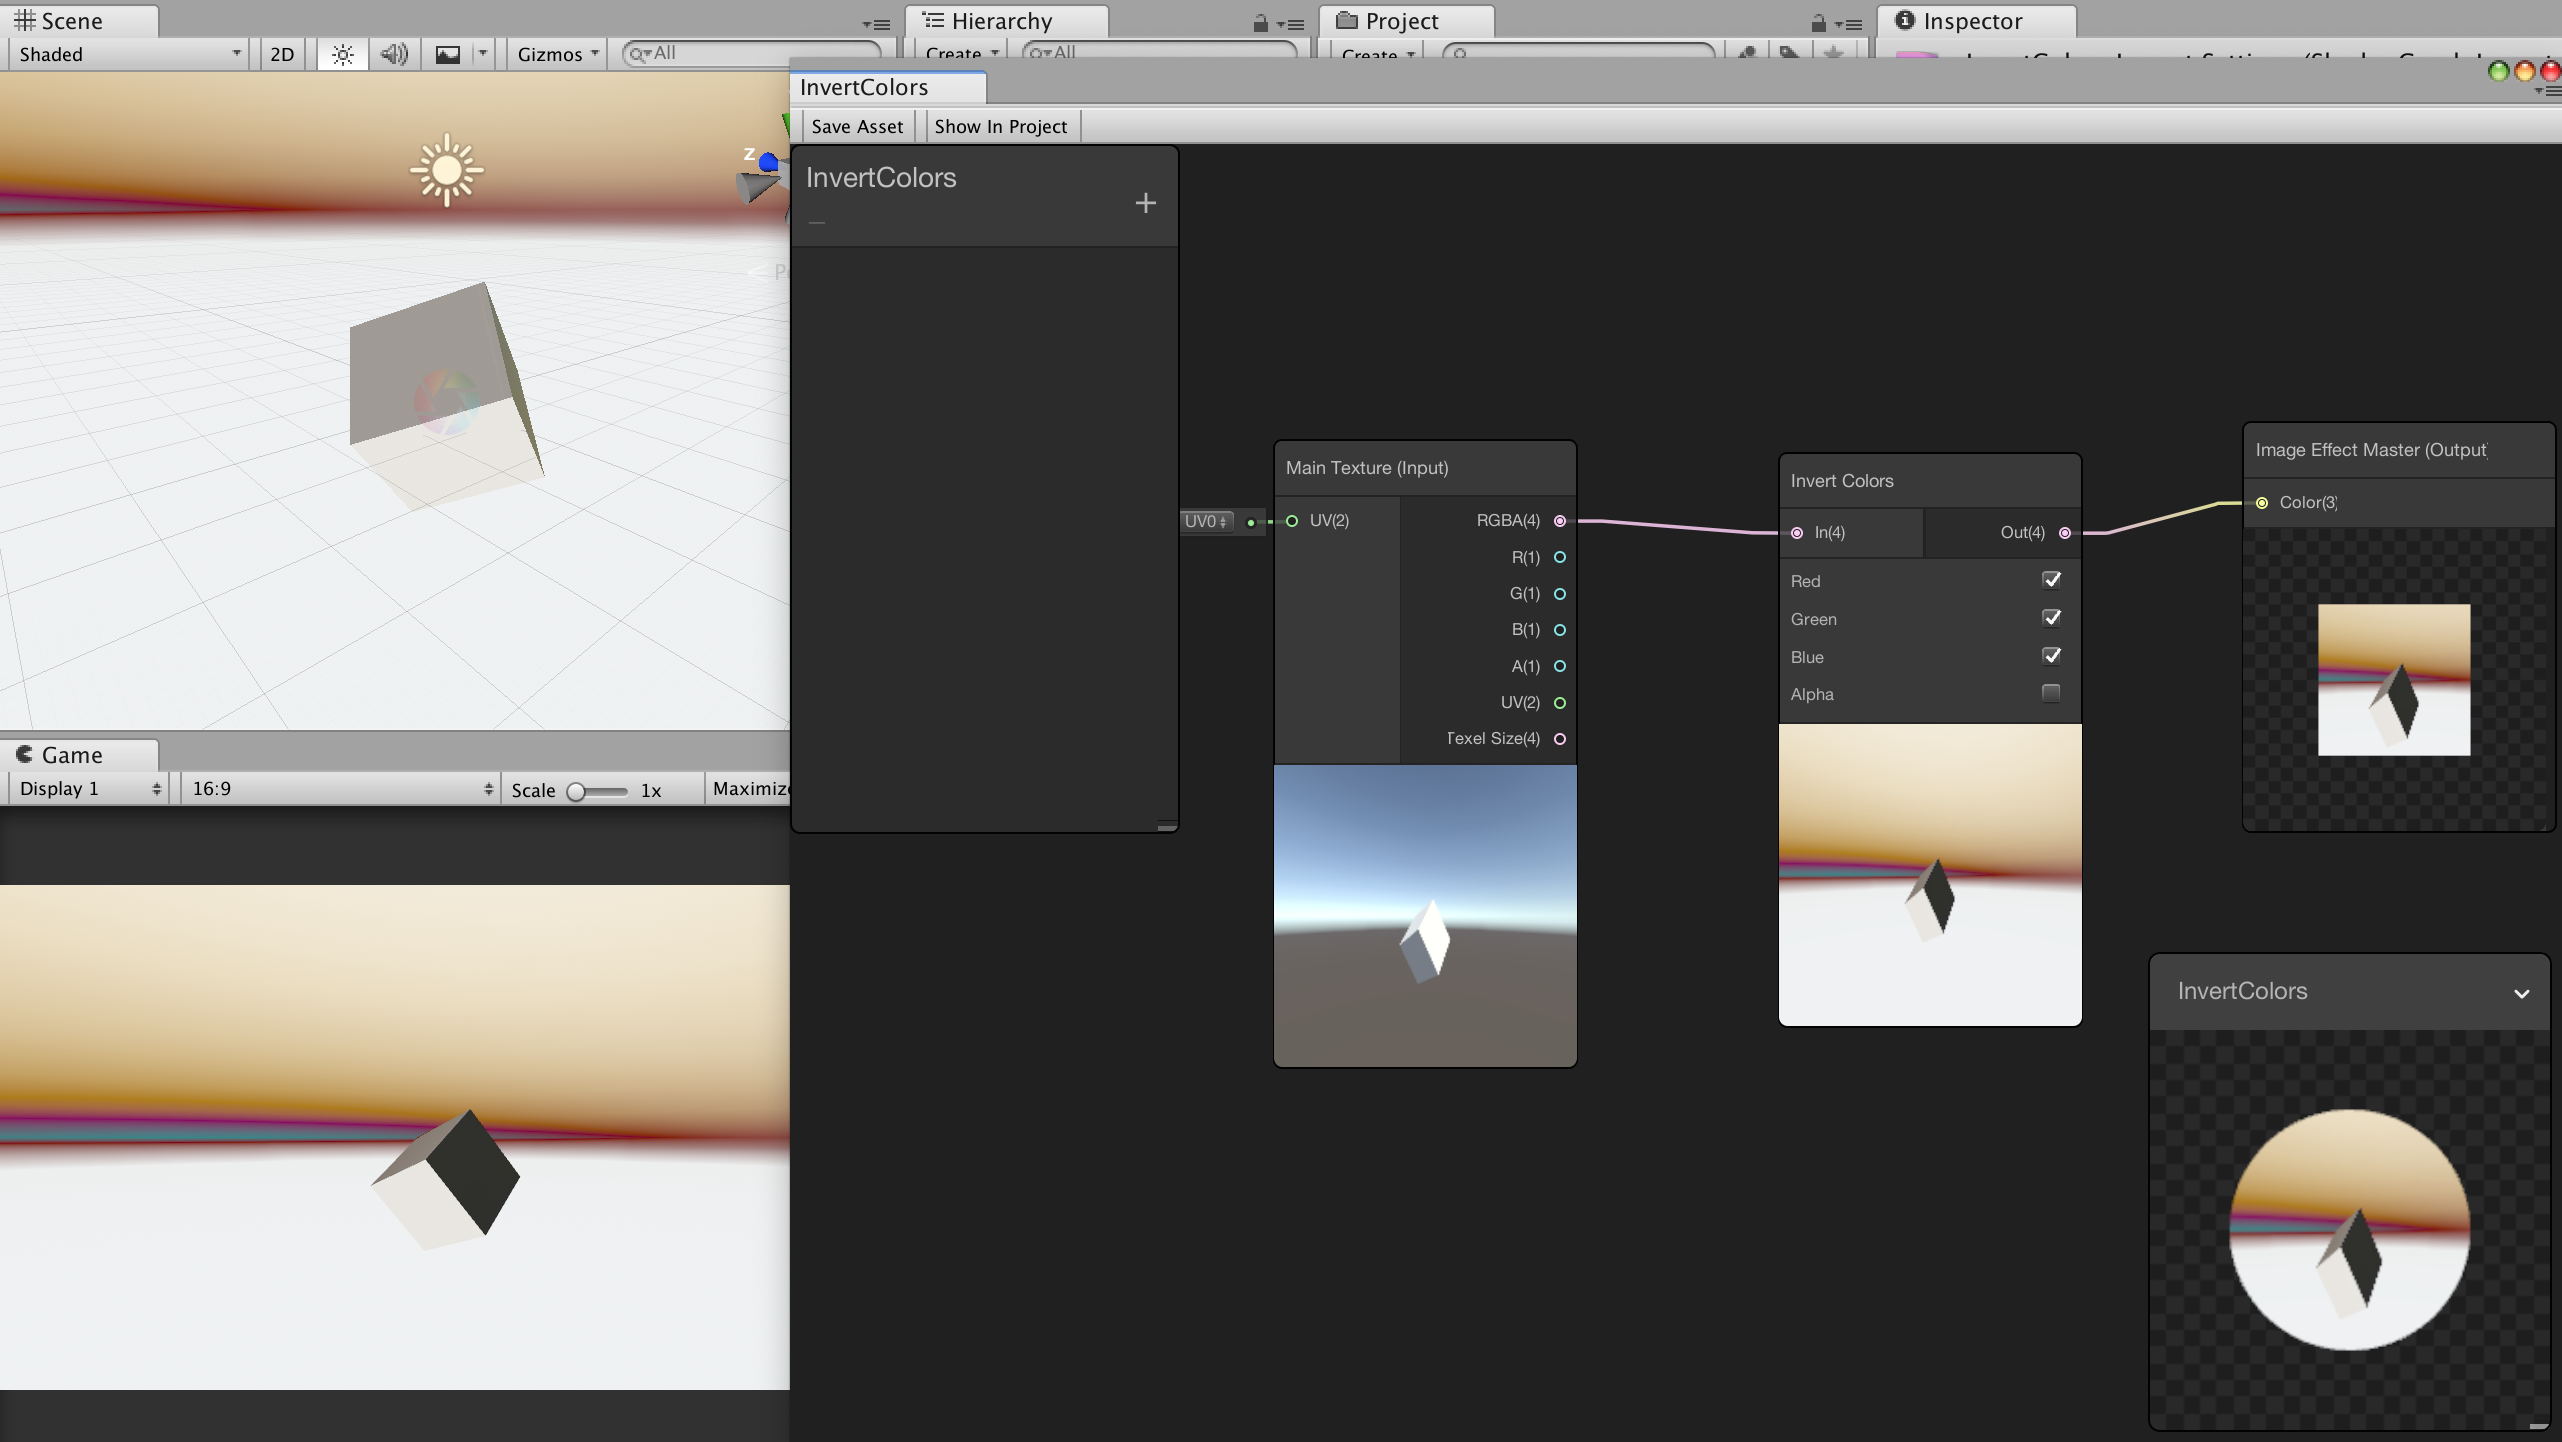 Scene
Hierarchy
Project
Inspector
Shaded
2D
Gizmos
All
Create
All
Create
InvertColors
Save Asset
Show In Project
InvertColors
Z
UV0
Main Texture (Input)
UV(2)
RGBA(4)
R(1)
G(1)
B(1)
A(1)
UV(2)
Texel Size(4)
Invert Colors
In(4)
Out(4)
Red
Green
Blue
Alpha
Image Effect Master (Output
Color(3)
Game
Display 1
16:9
Scale
1x
Maximiz
InvertColors